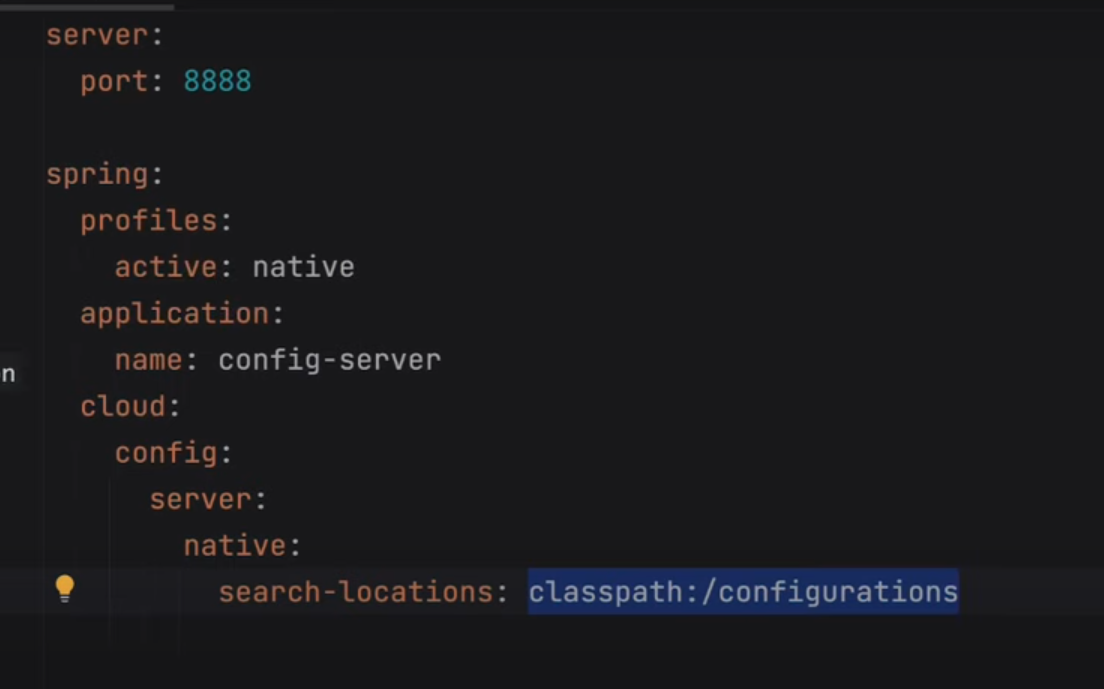 server:
  port: 8888

spring:
  profiles:
    active: native
  application:
    name: config-server
n
  cloud:
    config:
      server:
        native:
          search-locations: classpath:/configurations